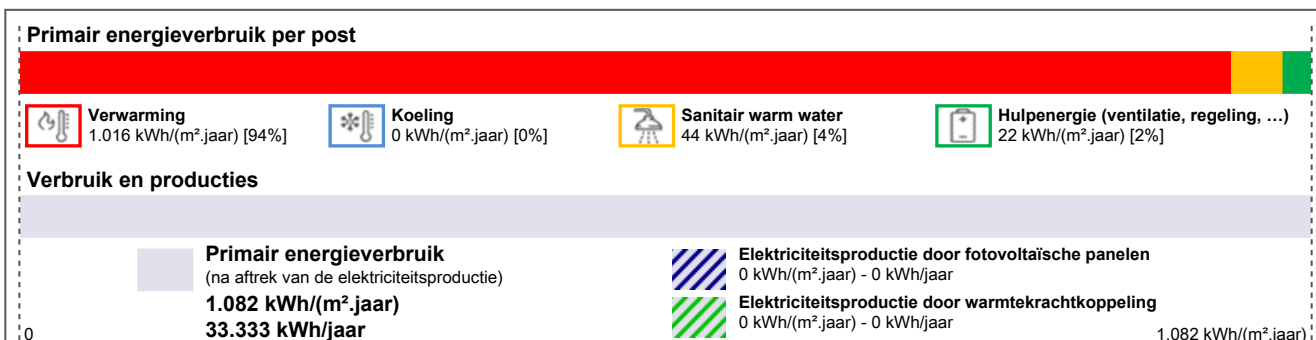 Primair energieverbruik per post
Verwarming
1.016 kWh/(m².jaar) [94%]
Koeling
0 kWh/(m².jaar) [0%]
Sanitair warm water
44 kWh/(m².jaar) [4%]
Hulpenergie (ventilatie, regeling, …)
22 kWh/(m².jaar) [2%]
Verbruik en producties
Primair energieverbruik
(na aftrek van de elektriciteitsproductie)
1.082 kWh/(m².jaar)
33.333 kWh/jaar
Elektriciteitsproductie door fotovoltaïsche panelen
0 kWh/(m².jaar) - 0 kWh/jaar
Elektriciteitsproductie door warmtekrachtkoppeling
0 kWh/(m².jaar) - 0 kWh/jaar
0
1.082 kWh/(m².jaar)